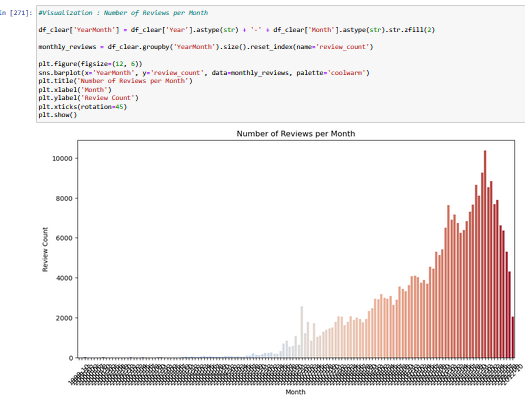 In [271]:
#Visualization : Number of Reviews per Month
df_clear['YearMonth'] = df_clear['Year'].astype(str) + '-' + df_clear['Month'].astype(str).str.zfill(2)
monthly_reviews = df_clear.groupby('YearMonth').size().reset_index(name='review_count')
plt.figure(figsize=(12, 6))
sns.barplot(x='YearMonth', y='review_count', data=monthly_reviews, palette='coolwarm')
plt.title('Number of Reviews per Month')
plt.xlabel('Month')
plt.ylabel('Review Count')
plt.xticks(rotation=45)
plt.show()
Number of Reviews per Month
10000
8000
6000
4000
2000
0
Review Count
Month